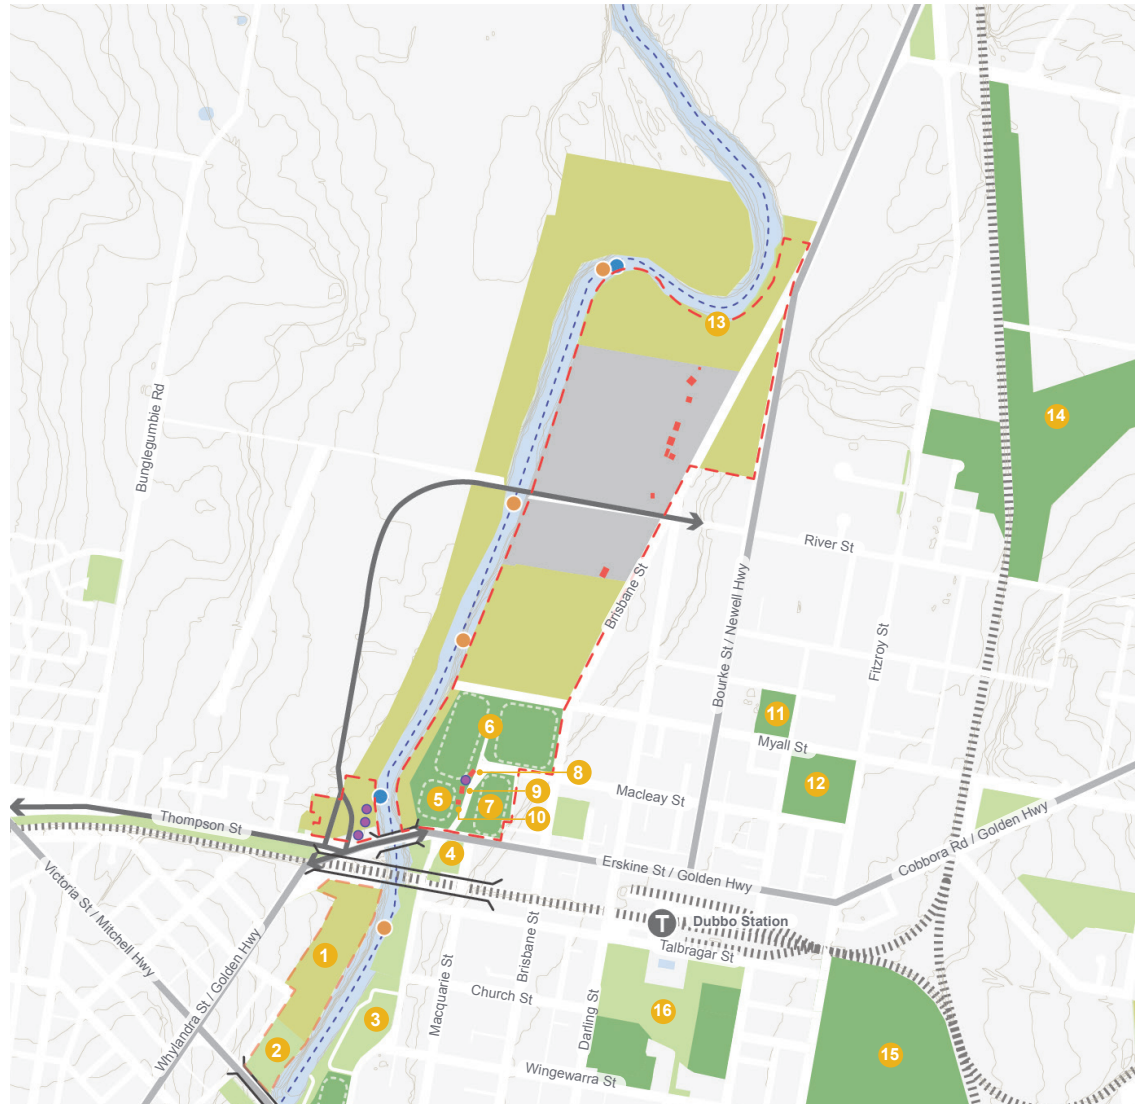 13
14
Bunglegumbie Rd
River St
Brisbane St
Bourke St / Newell Hwy
Fitzroy St
6
11
Myall St
8
12
5
9
7
Macleay St
10
Thompson St
4
Erskine St / Golden Hwy
Cobbora Rd / Golden Hwy
Victoria St / Mitchell Hwy
T
Dubbo Station
Talbragar St
1
Whylandra St / Golden Hwy
Macquarie St
Brisbane St
Church St
Darling St
16
3
2
15
Wingewarra St